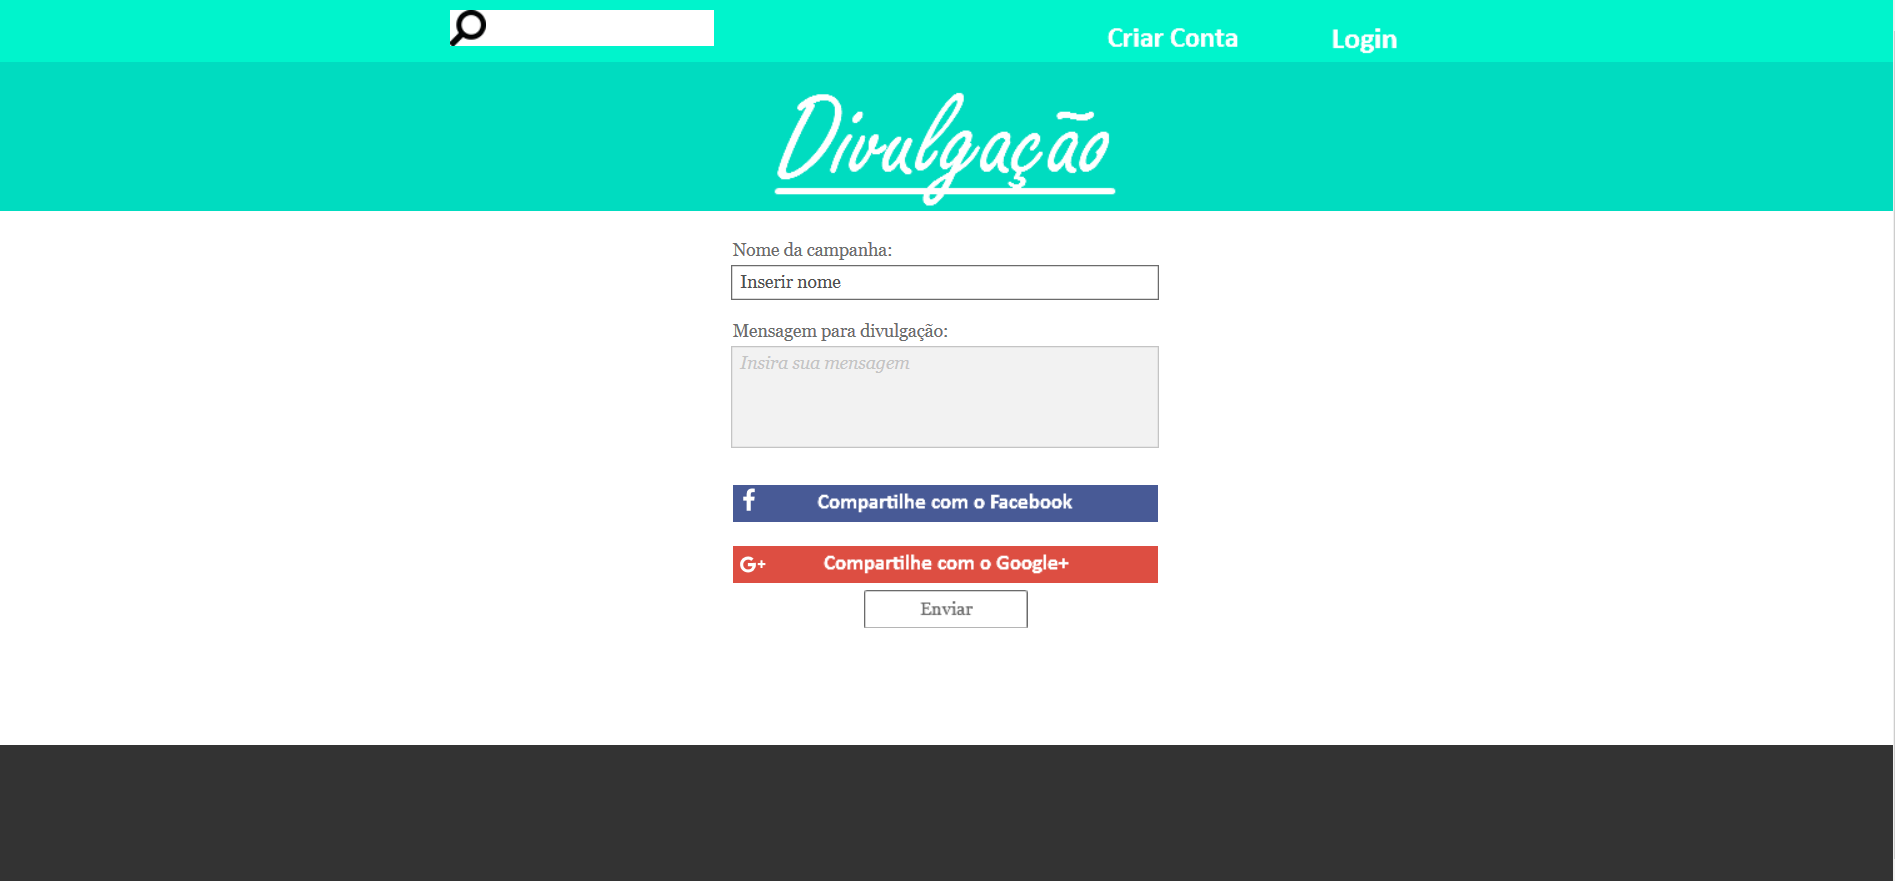 Criar Conta
Login
Divulgação
Nome da campanha:
Inserir nome
Mensagem para divulgação:
Insira sua mensagem
f Compartilhe com o Facebook
G+ Compartilhe com o Google+
Enviar